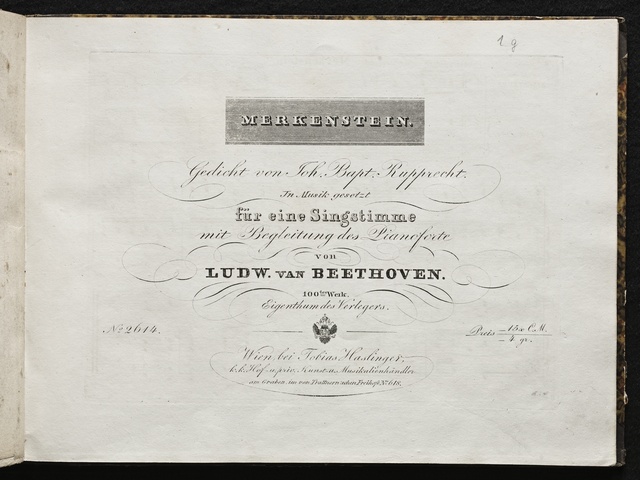 1 g
MERKENSTEIN.
Gedicht von Joh. Bapt. Rupprecht.
In Musik gesetzt
für eine Singstimme
mit Begleitung des Pianoforte
von
LUDW. VAN BEETHOVEN.
100tes Werk.
Eigenthum des Verlegers.
No 2614.
Preis 15x C.M.
4 gr.
Wien, bei Tobias Haslinger,
k.k. Hof- u. priv. Kunst- u. Musikalienhändler
am Graben, im von Trattnern'schen Freihofe No 618.